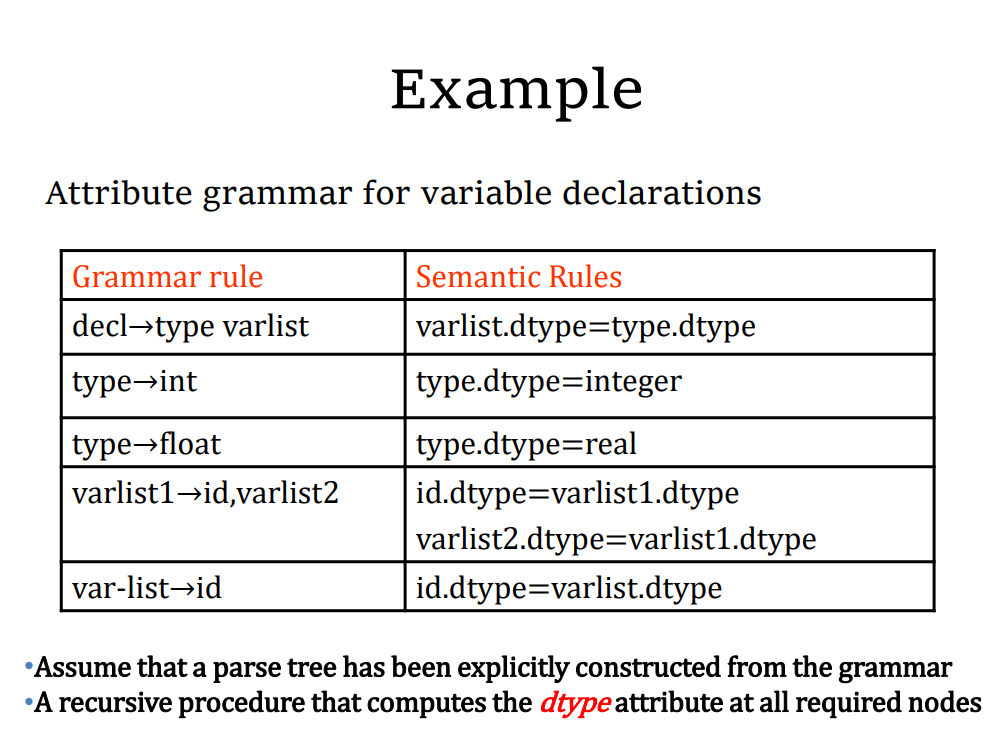 Example
Attribute grammar for variable declarations
Grammar rule Semantic Rules
decl→type varlist varlist.dtype=type.dtype
type→int type.dtype=integer
type→float type.dtype=real
varlist1→id,varlist2 id.dtype=varlist1.dtype
varlist2.dtype=varlist1.dtype
var-list→id id.dtype=varlist.dtype
•Assume that a parse tree has been explicitly constructed from the grammar
•A recursive procedure that computes the dtype attribute at all required nodes